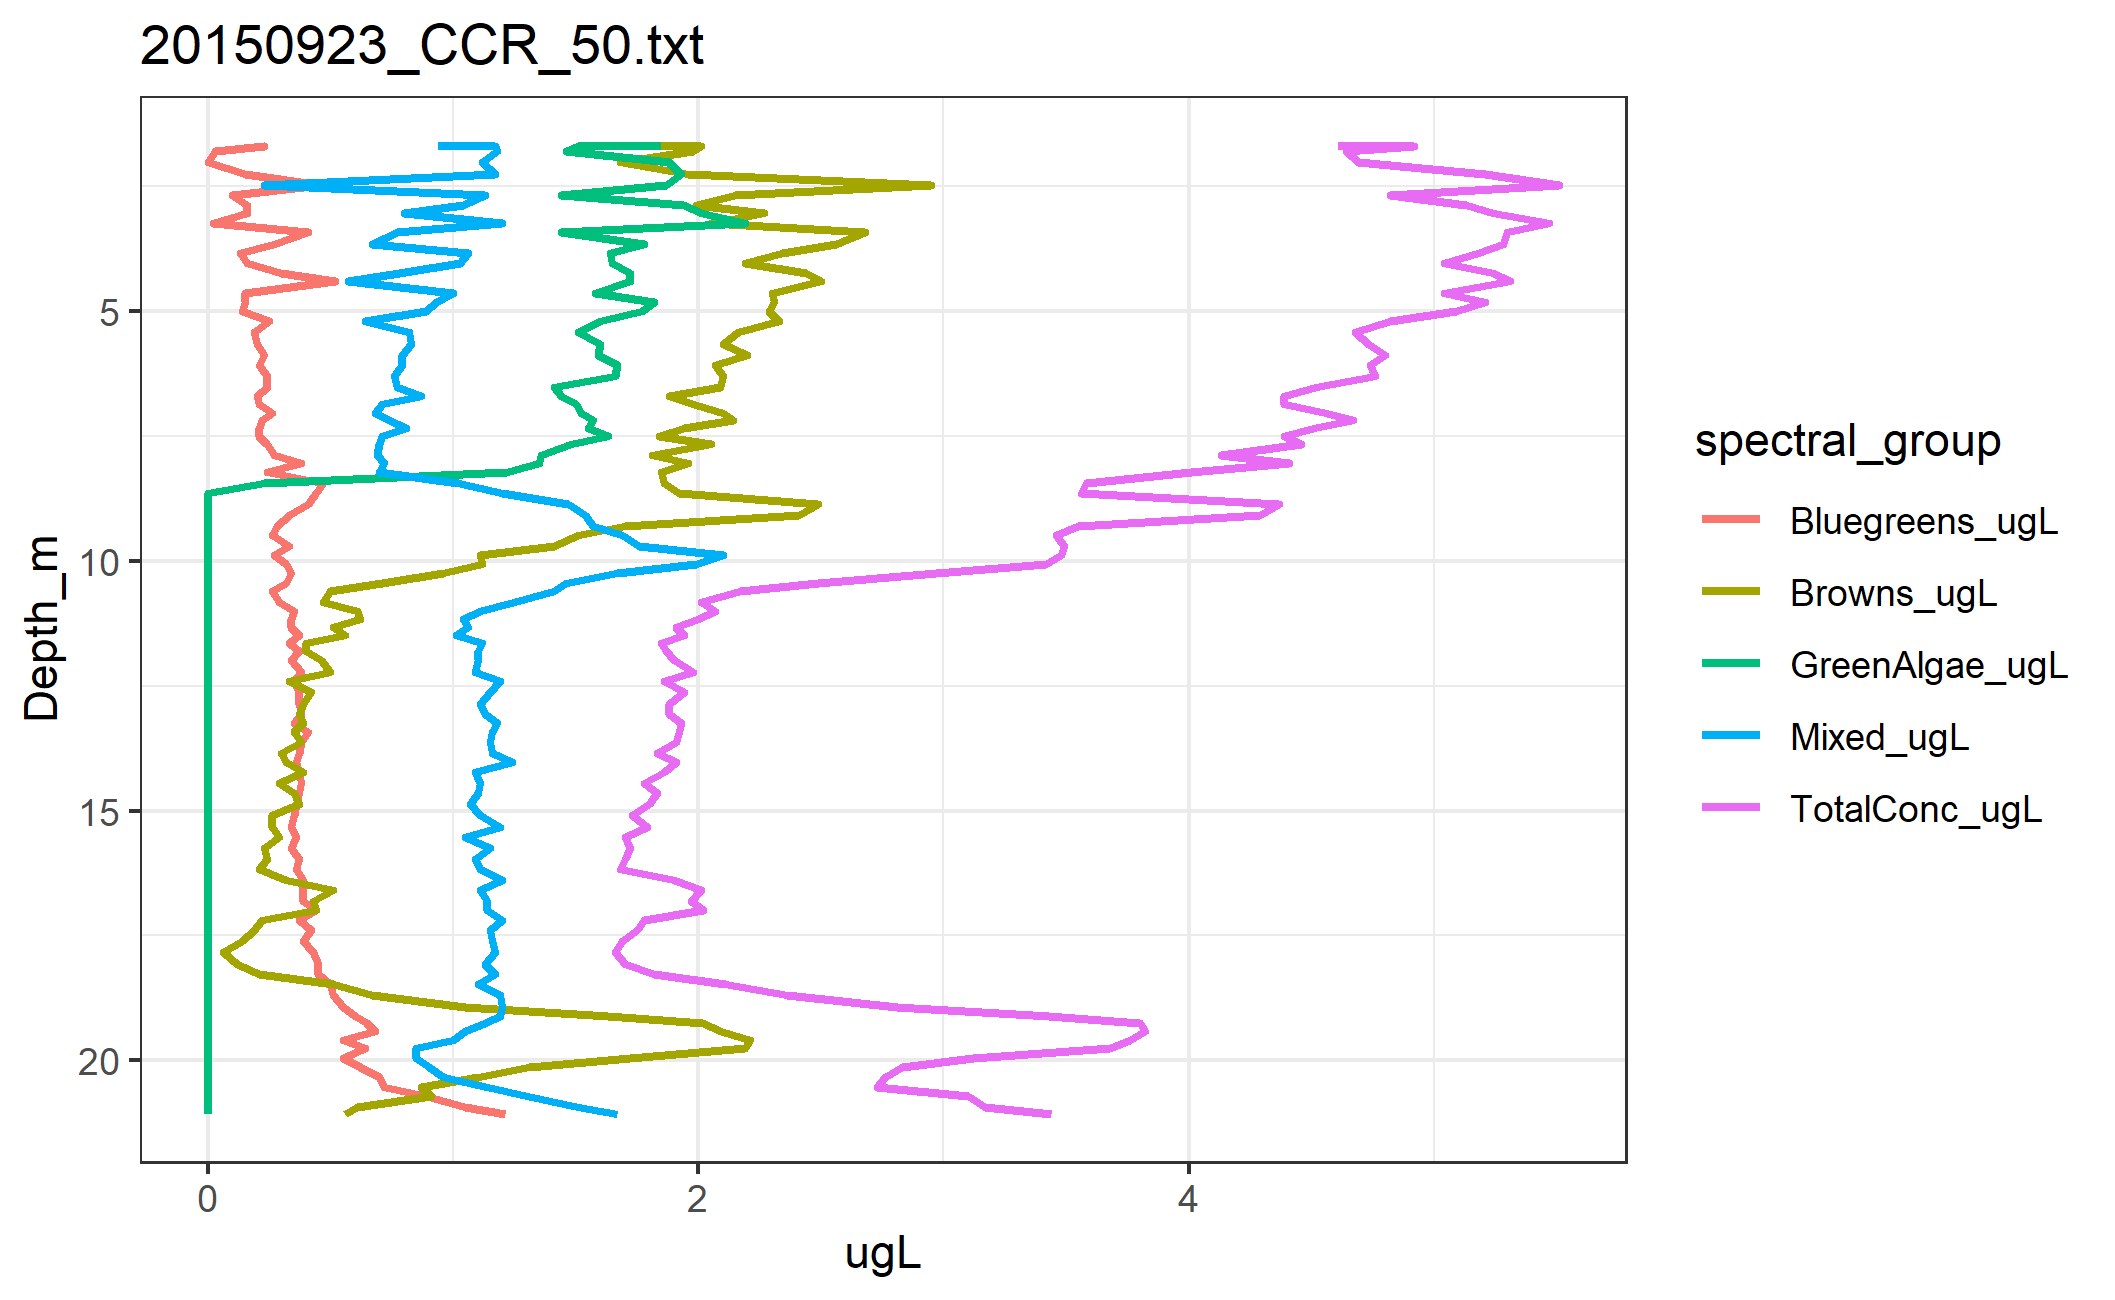 20150923_CCR_50.txt
Depth_m
5
10
15
20
0
2
4
ugL
spectral_group
Bluegreens_ugL
Browns_ugL
GreenAlgae_ugL
Mixed_ugL
TotalConc_ugL